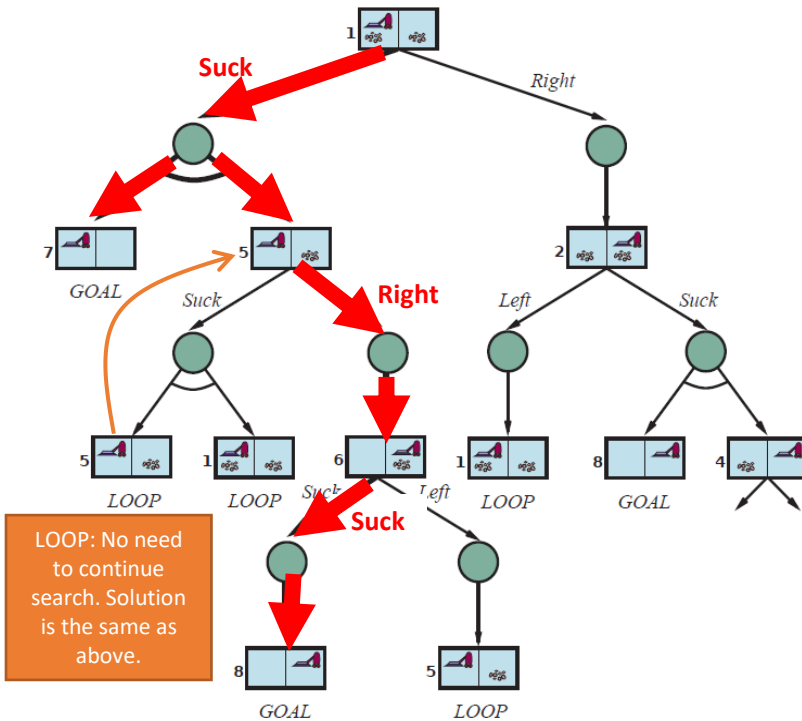 1
Suck
Right
7
5
2
GOAL
Suck
Right
Left
Suck
5
1
6
1
8
4
LOOP
LOOP
Suck
Left
LOOP
GOAL
Suck
LOOP: No need
to continue
search. Solution
is the same as
above.
8
5
GOAL
LOOP